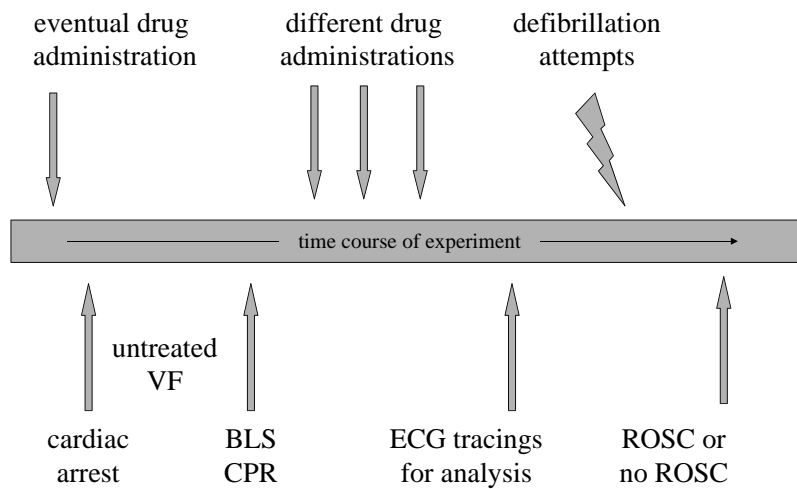 eventual drug
administration
different drug
administrations
defibrillation
attempts
time course of experiment
untreated
VF
cardiac
arrest
BLS
CPR
ECG tracings
for analysis
ROSC or
no ROSC